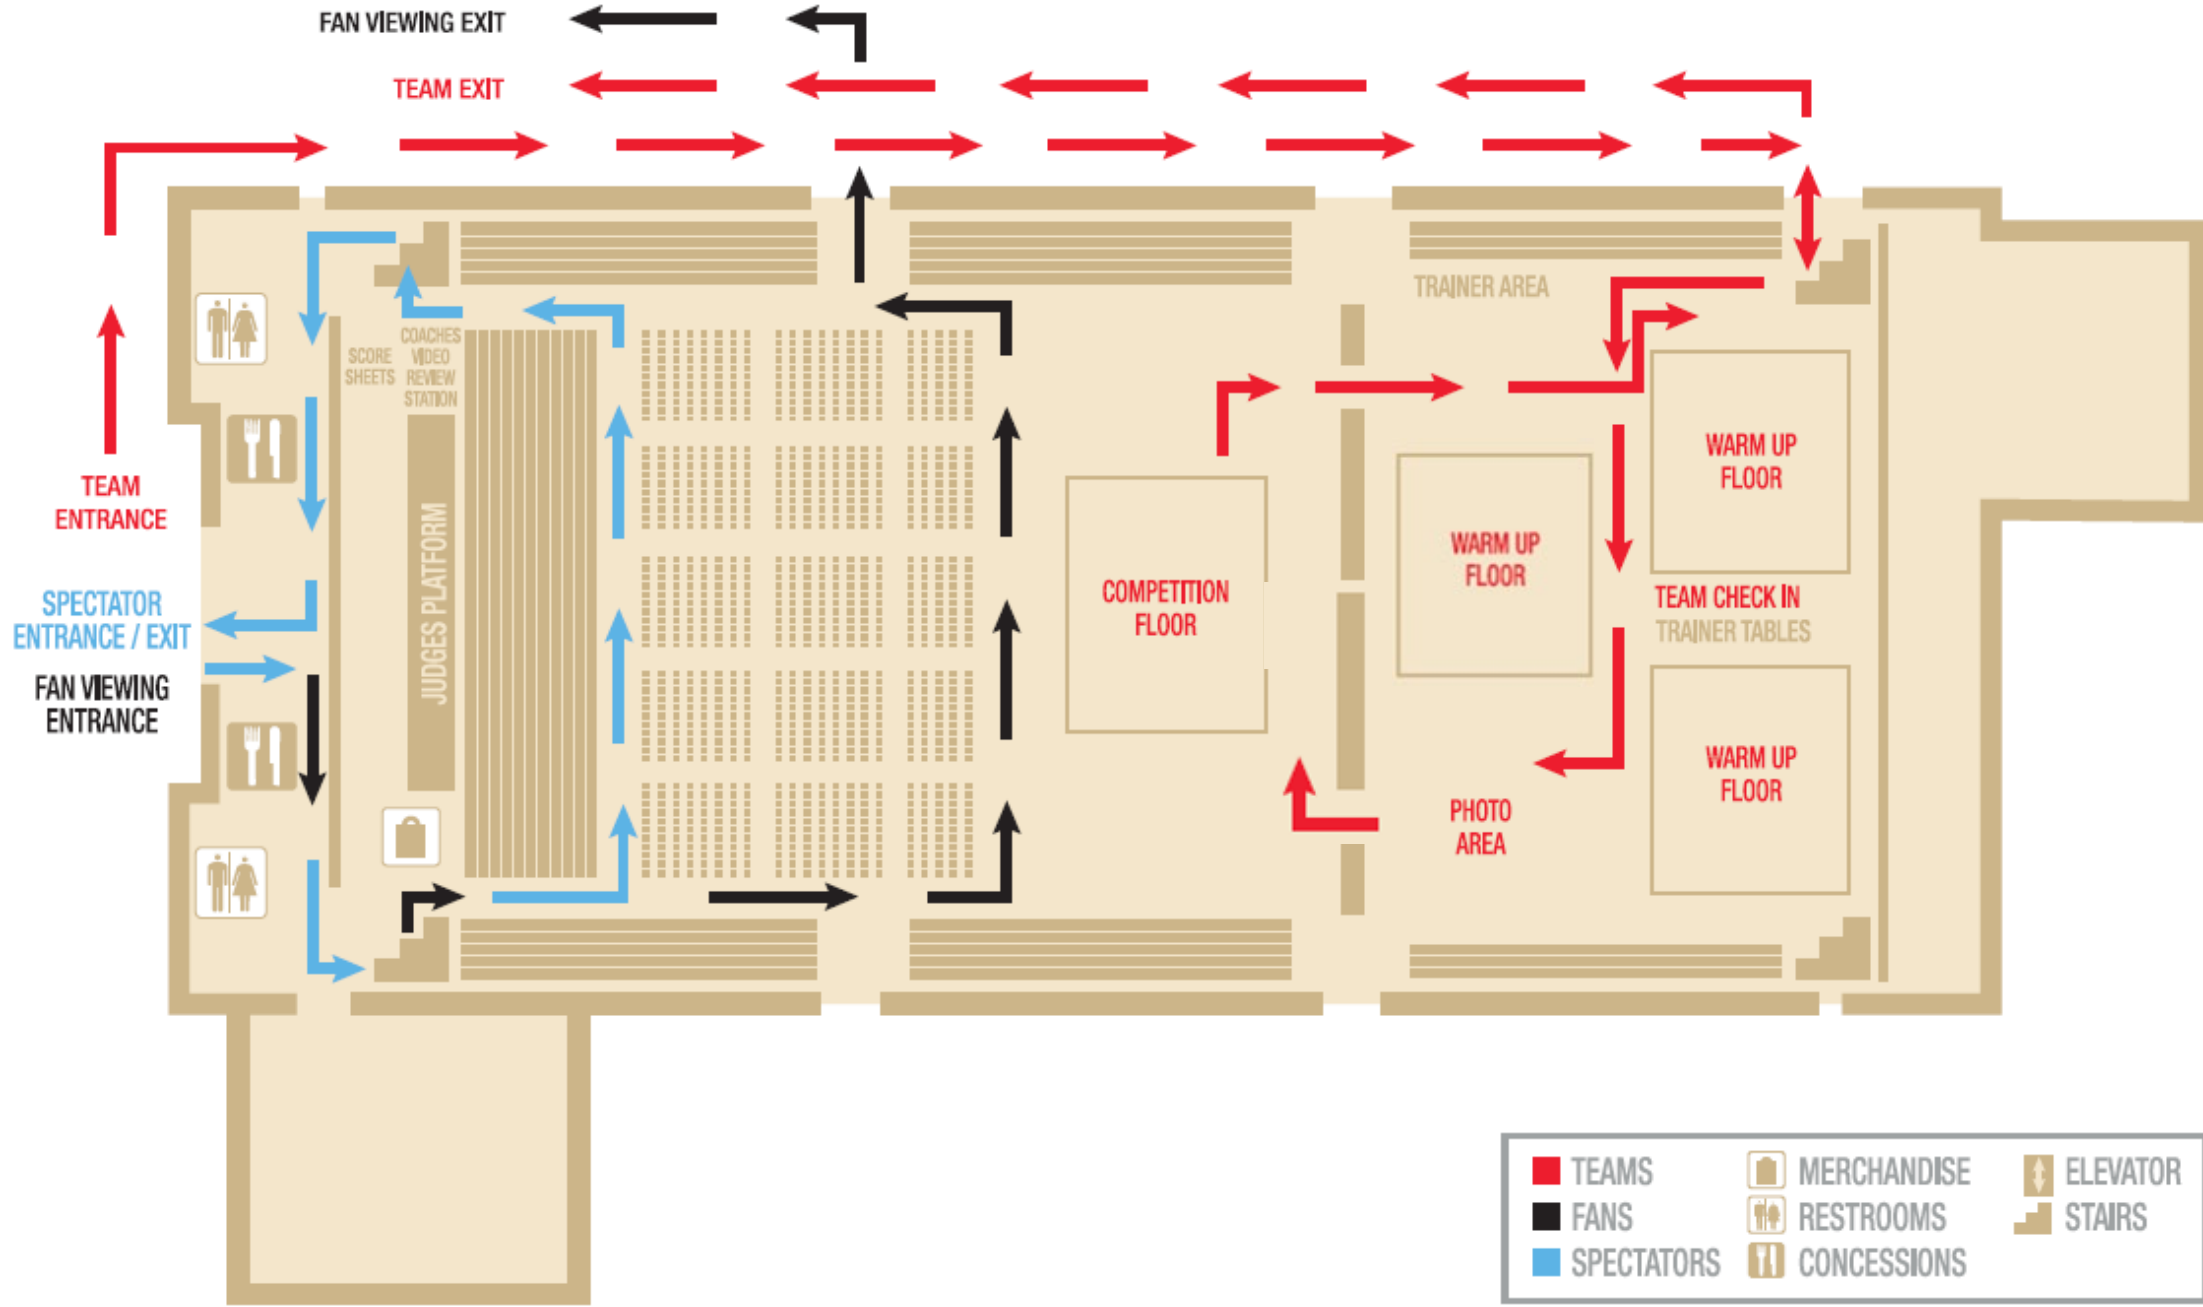 FAN VIEWING EXIT
TEAM EXIT
TRAINER AREA
COACHES
VIDEO
REVIEW
STATION
SCORE
SHEETS
TEAM
ENTRANCE
JUDGES PLATFORM
WARM UP
FLOOR
WARM UP
FLOOR
COMPETITION
FLOOR
TEAM CHECK IN
TRAINER TABLES
SPECTATOR
ENTRANCE / EXIT
FAN VIEWING
ENTRANCE
WARM UP
FLOOR
PHOTO
AREA
TEAMS
FANS
SPECTATORS
MERCHANDISE
RESTROOMS
CONCESSIONS
ELEVATOR
STAIRS